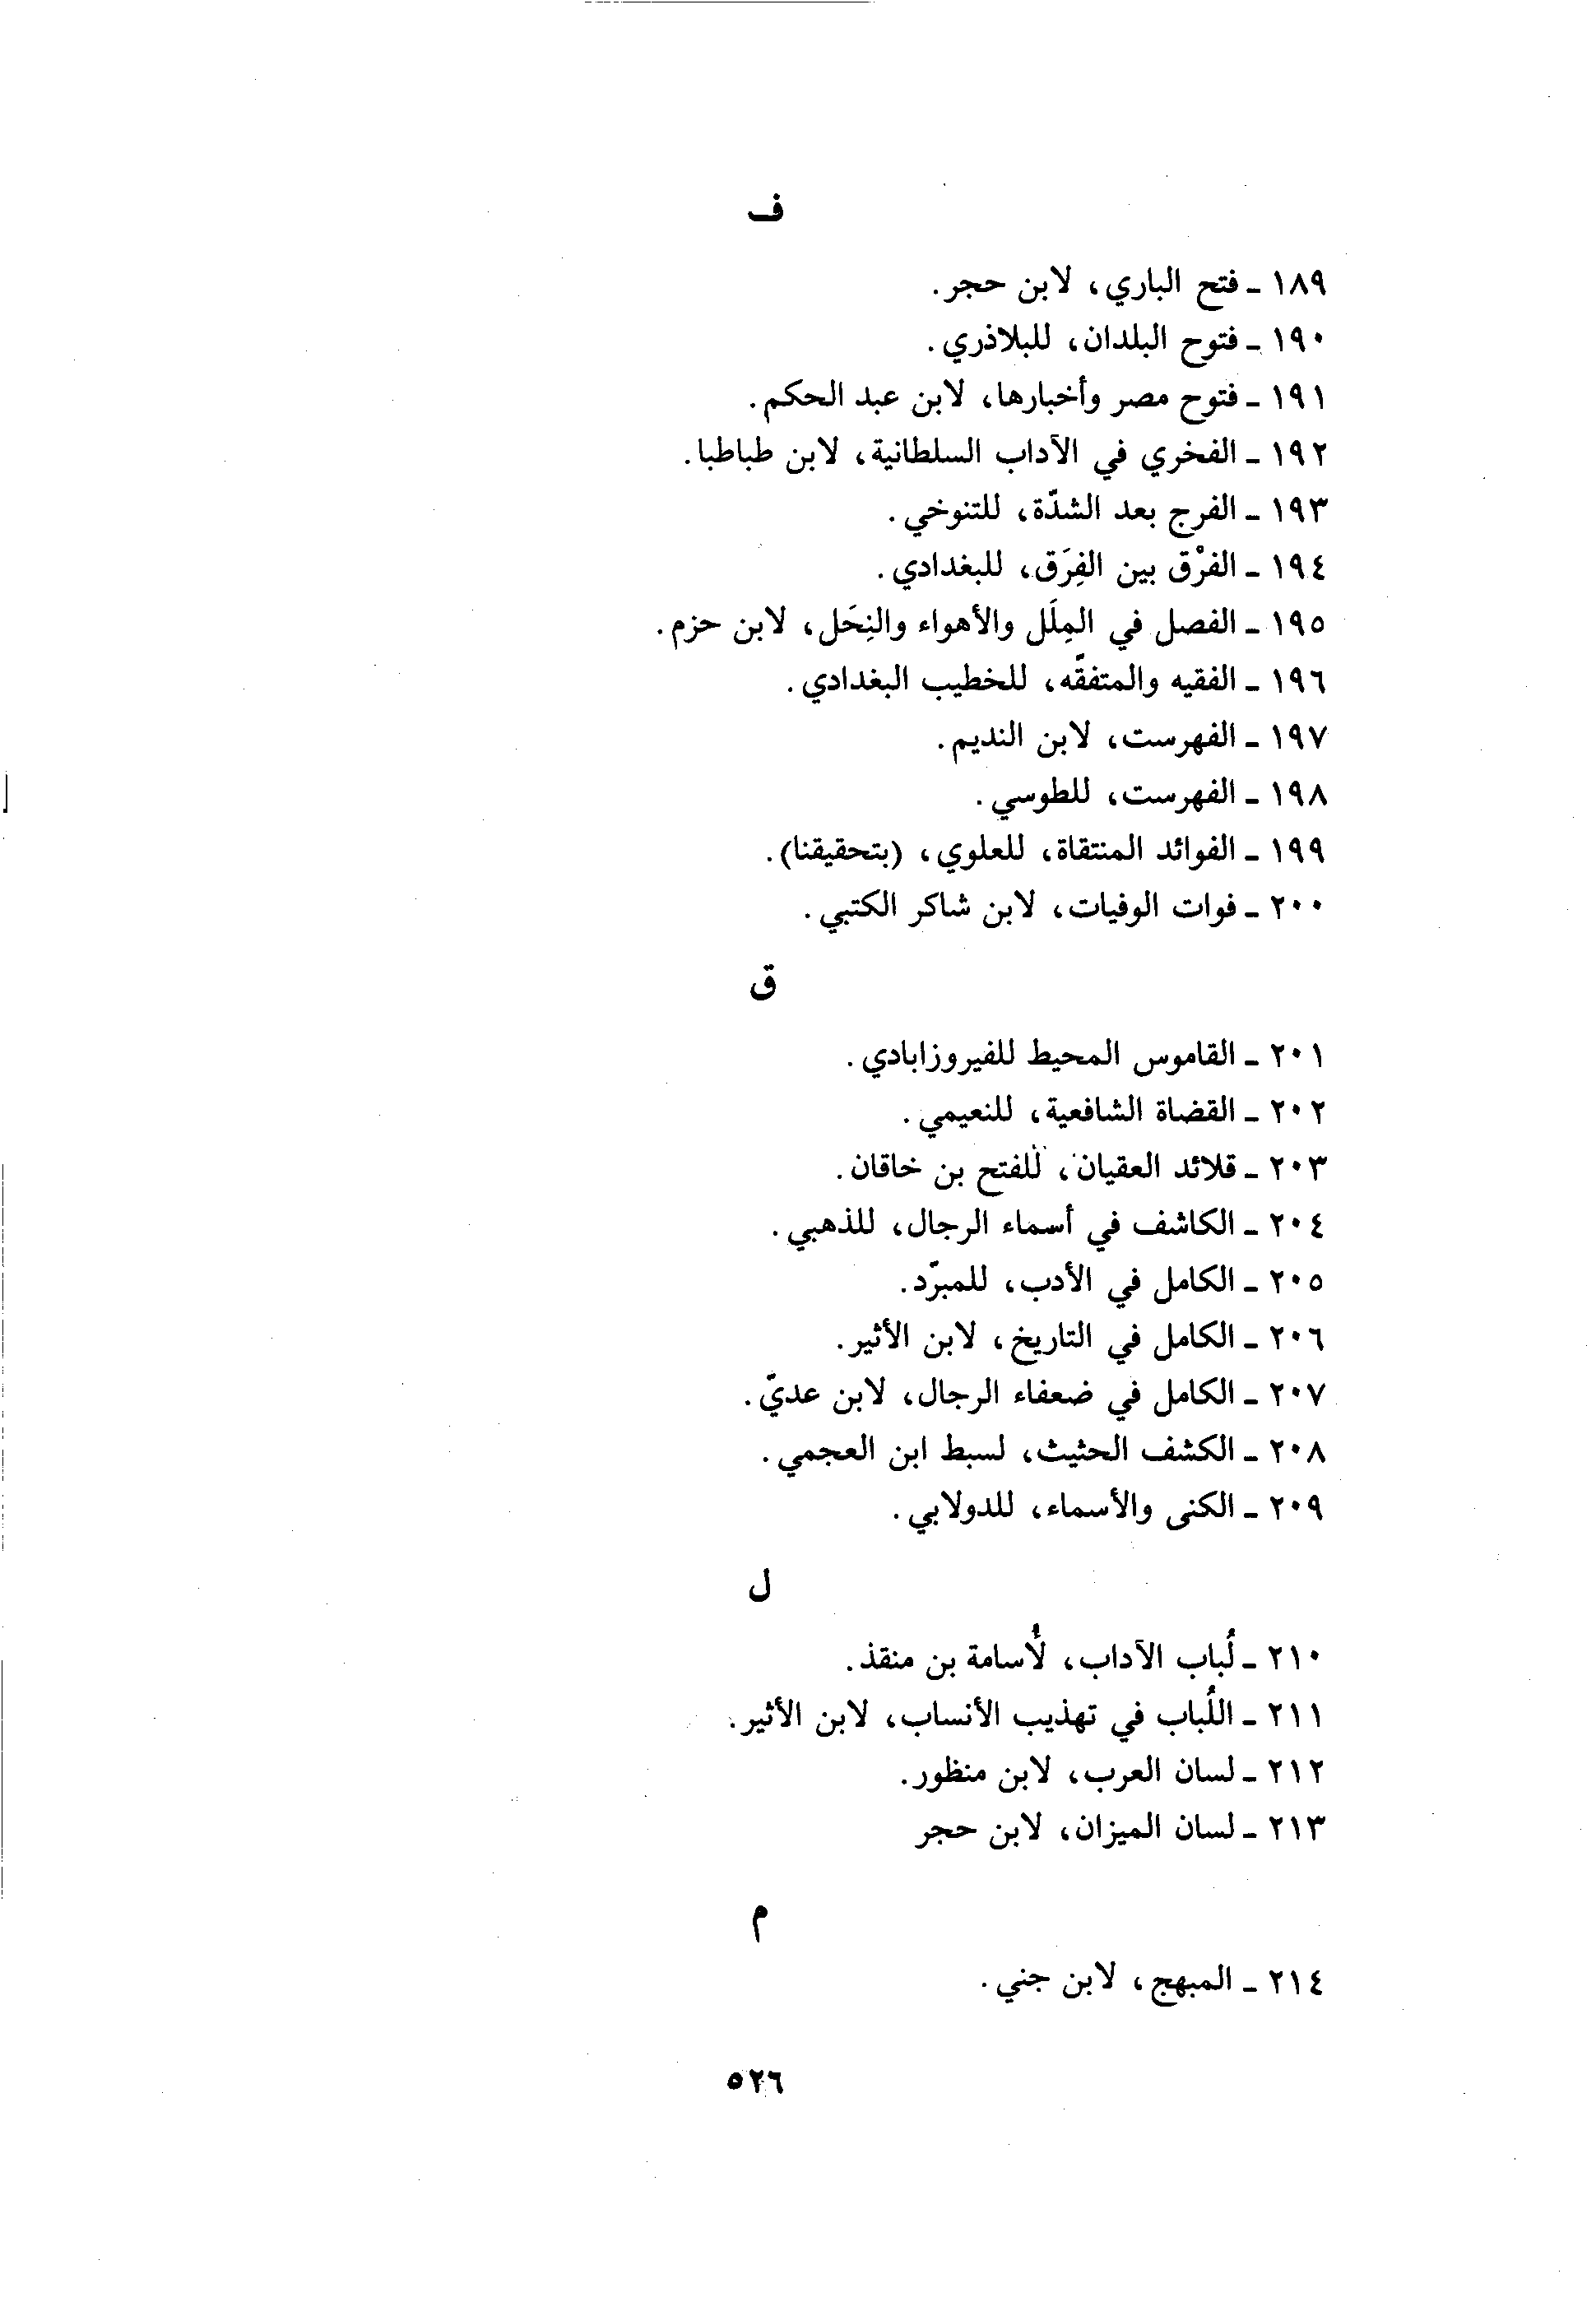 ف
١٨٩ - فتح الباري، لابن حجر.
١٩٠ - فتوح البلدان، للبلاذري.
١٩١ - فتوح مصر وأخبارها، لابن عبد الحكم.
١٩٢ - الفخري في الآداب السلطانية، لابن طباطبا.
١٩٣ - الفرج بعد الشدّة، للتنوخي.
١٩٤ - الفرْق بين الفِرَق، للبغدادي.
١٩٥ - الفصل في المِلَل والأهواء والنِحَل، لابن حزم.
١٩٦ - الفقيه والمتفقّه، للخطيب البغدادي.
١٩٧ - الفهرست، لابن النديم.
١٩٨ - الفهرست، للطوسي.
١٩٩ - الفوائد المنتقاة، للعلوي، (بتحقيقنا).
٢٠٠ - فوات الوفيات، لابن شاكر الكتبي.
ق
٢٠١ - القاموس المحيط للفيروزابادي.
٢٠٢ - القضاة الشافعية، للنعيمي.
٢٠٣ - قلائد العقيان، للفتح بن خاقان.
٢٠٤ - الكاشف في أسماء الرجال، للذهبي.
٢٠٥ - الكامل في الأدب، للمبرّد.
٢٠٦ - الكامل في التاريخ، لابن الأثير.
٢٠٧ - الكامل في ضعفاء الرجال، لابن عديّ.
٢٠٨ - الكشف الحثيث، لسبط ابن العجمي.
٢٠٩ - الكنى والأسماء، للدولابي.
ل
٢١٠ - لُباب الآداب، لأُسامة بن منقذ.
٢١١ - اللُباب في تهذيب الأنساب، لابن الأثير.
٢١٢ - لسان العرب، لابن منظور.
٢١٣ - لسان الميزان، لابن حجر
م
٢١٤ - المبهج، لابن جني.
٥٢٦